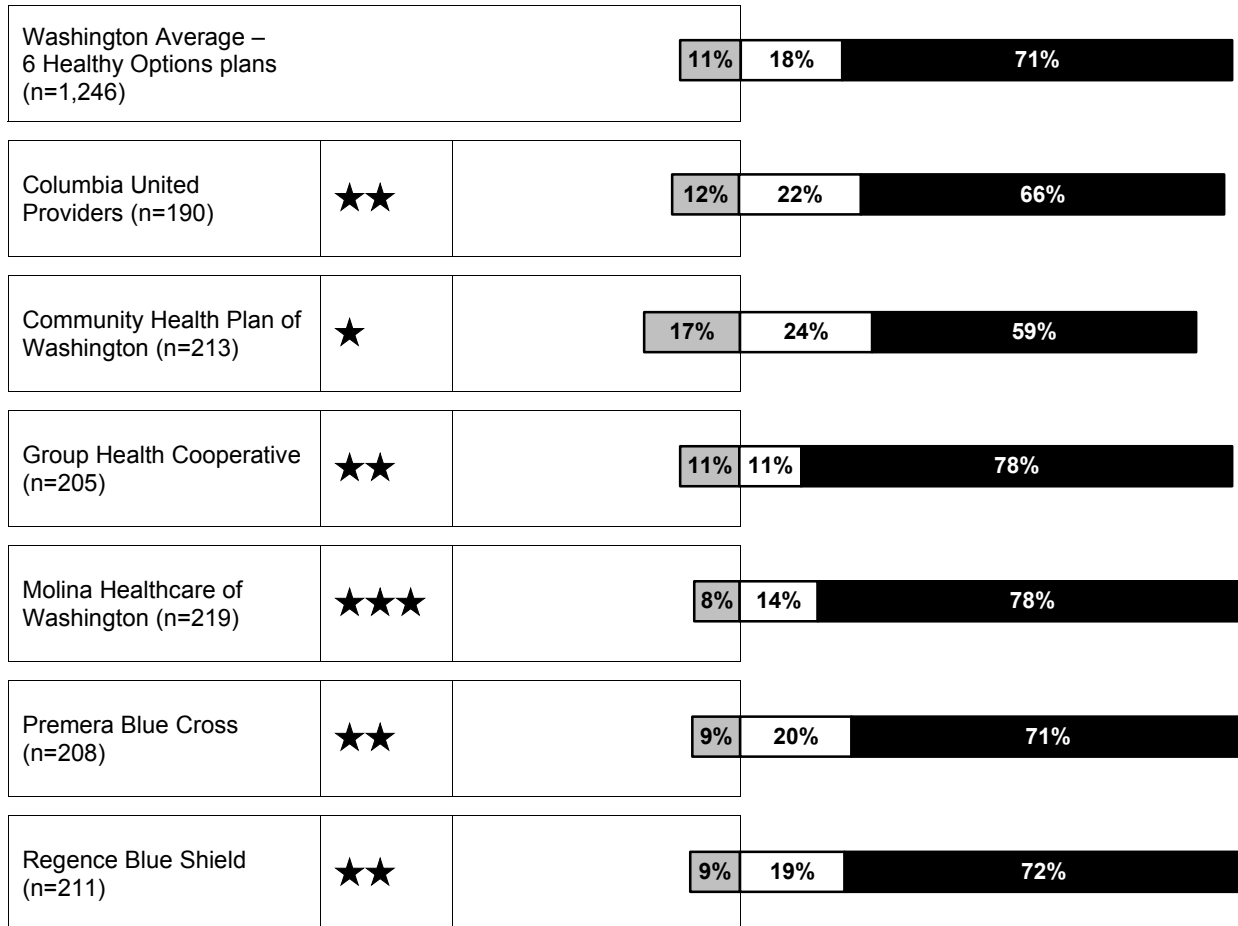 Washington Average –
6 Healthy Options plans
(n=1,246)
11% 18% 71%
Columbia United
Providers (n=190)
★★
12% 22% 66%
Community Health Plan of
Washington (n=213)
★
17% 24% 59%
Group Health Cooperative
(n=205)
★★
11% 11% 78%
Molina Healthcare of
Washington (n=219)
★★★
8% 14% 78%
Premera Blue Cross
(n=208)
★★
9% 20% 71%
Regence Blue Shield
(n=211)
★★
9% 19% 72%